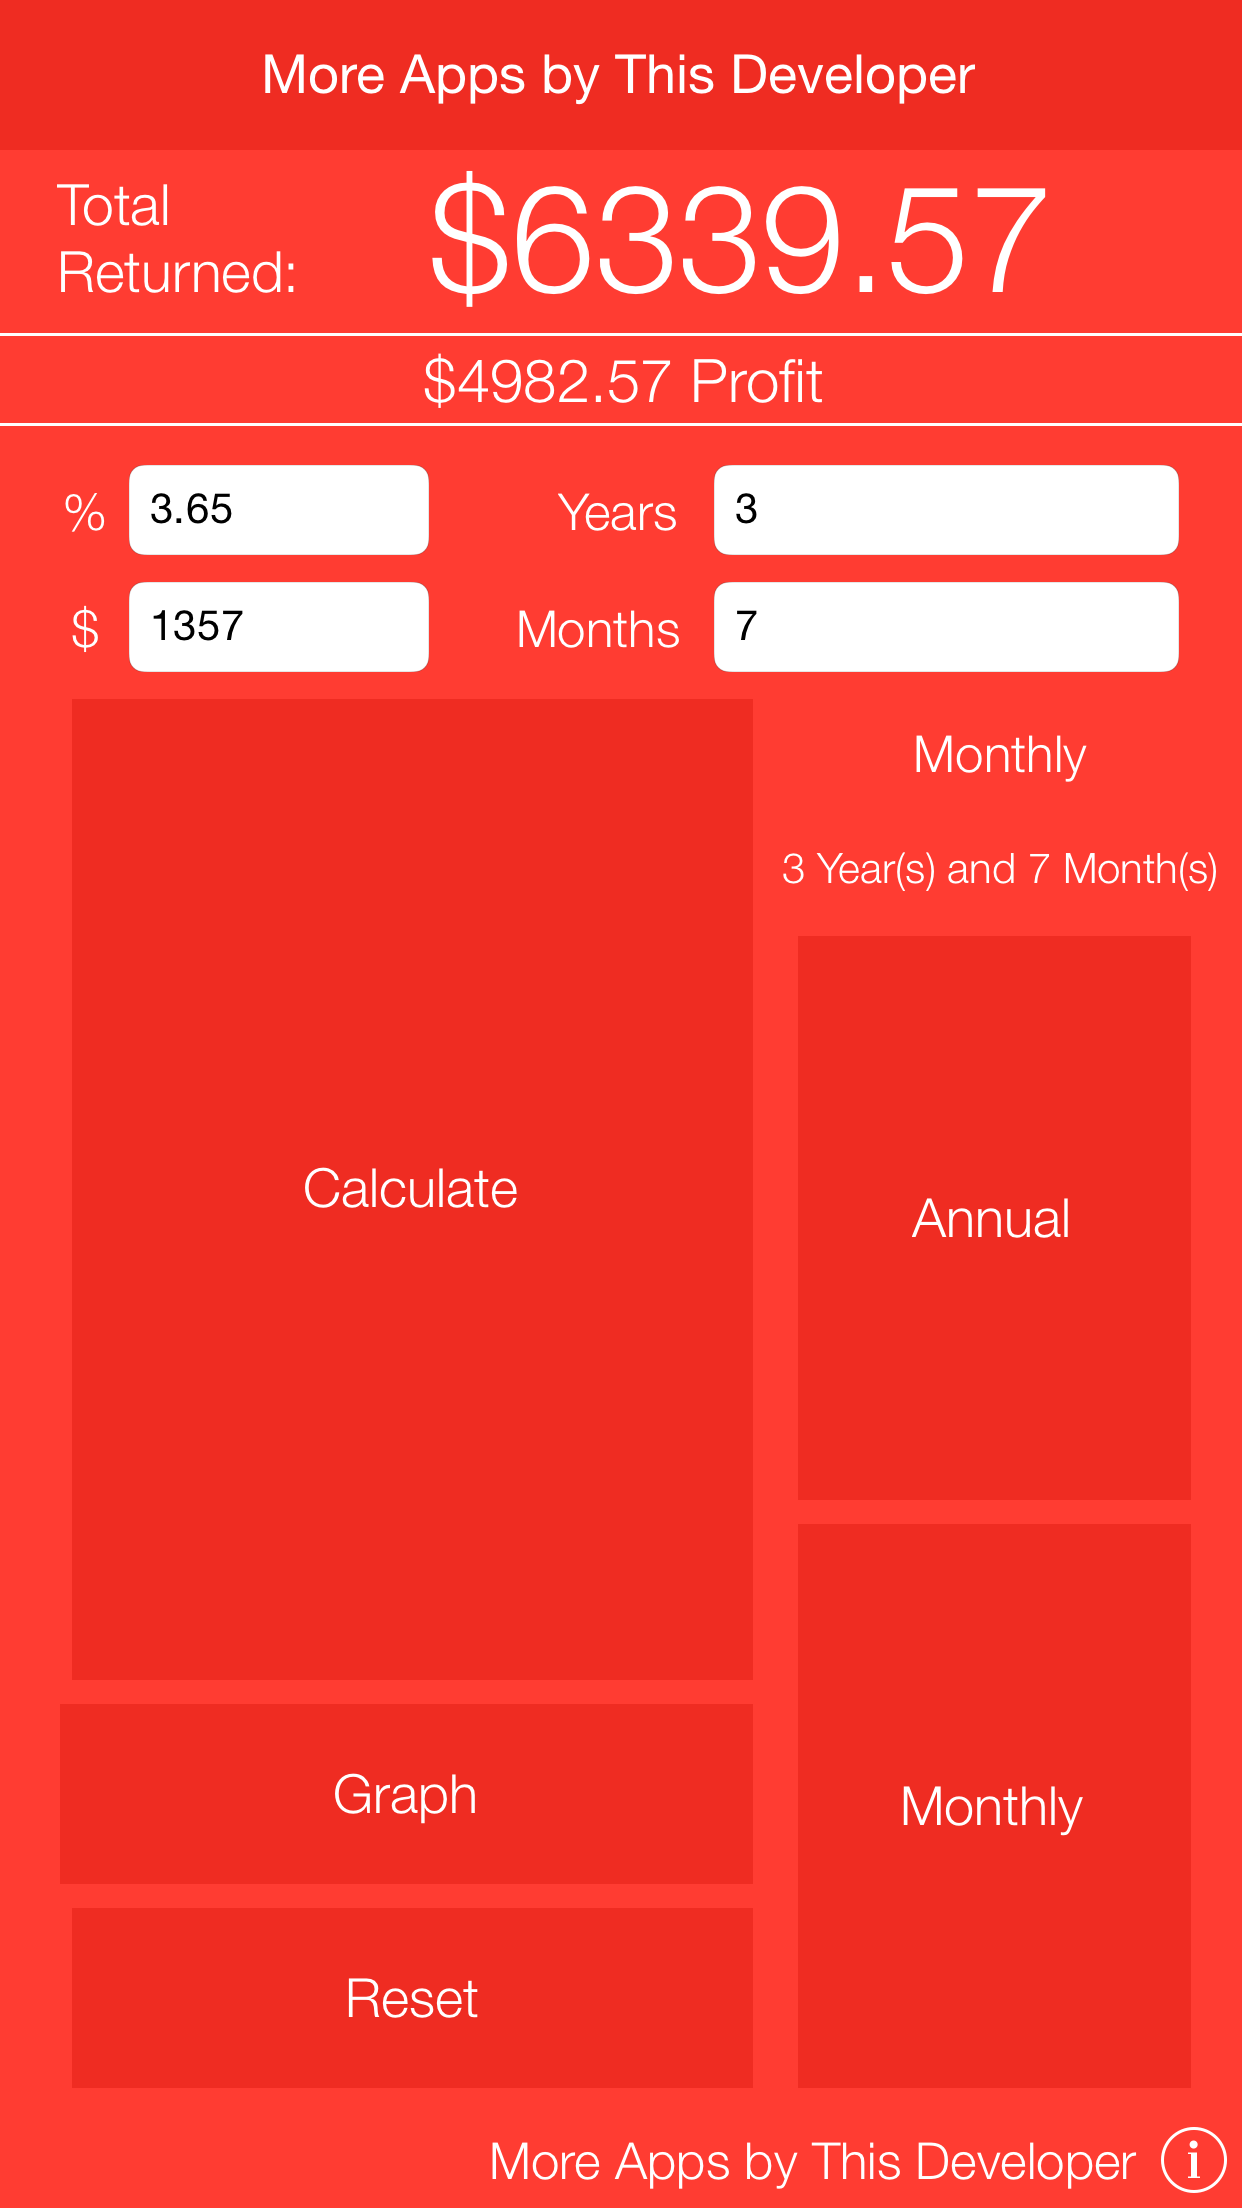 More Apps by This Developer
Total
Returned:
$6339.57
$4982.57 Profit
% 3.65 Years 3
$ 1357 Months 7
Monthly
3 Year(s) and 7 Month(s)
Calculate
Annual
Graph
Monthly
Reset
More Apps by This Developer i